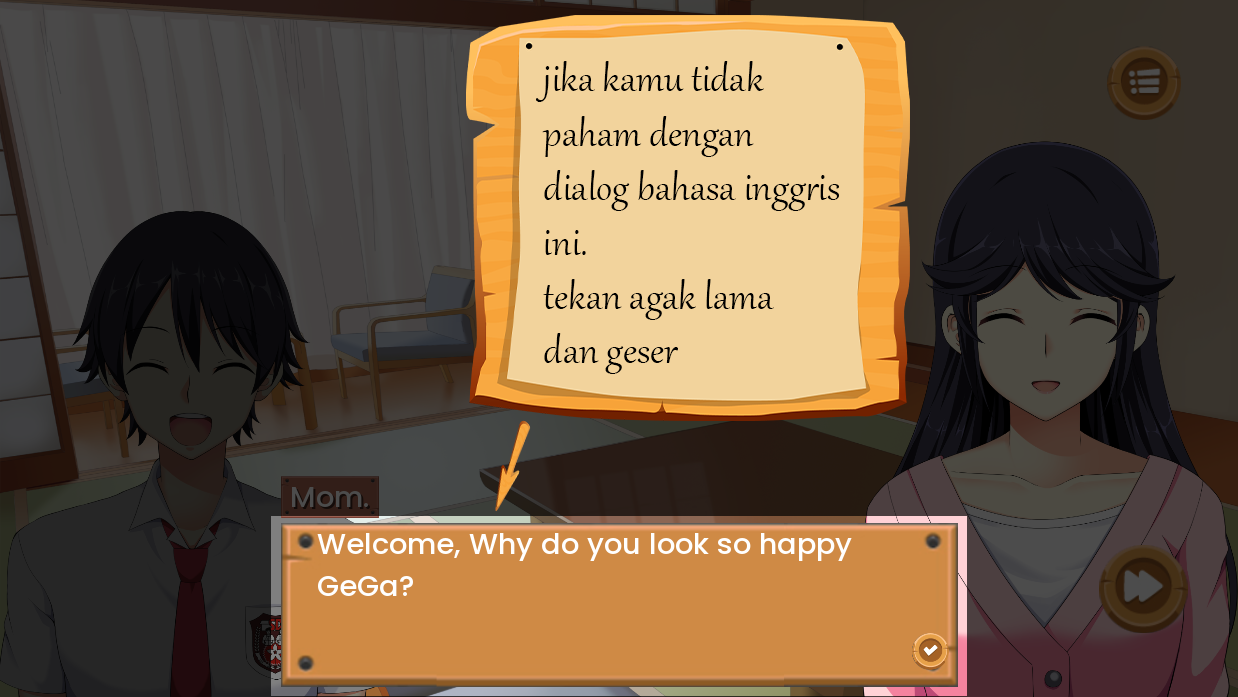 jika kamu tidak
paham dengan
dialog bahasa inggris
ini.
tekan agak lama
dan geser
Mom.
Welcome, Why do you look so happy
GeGa?